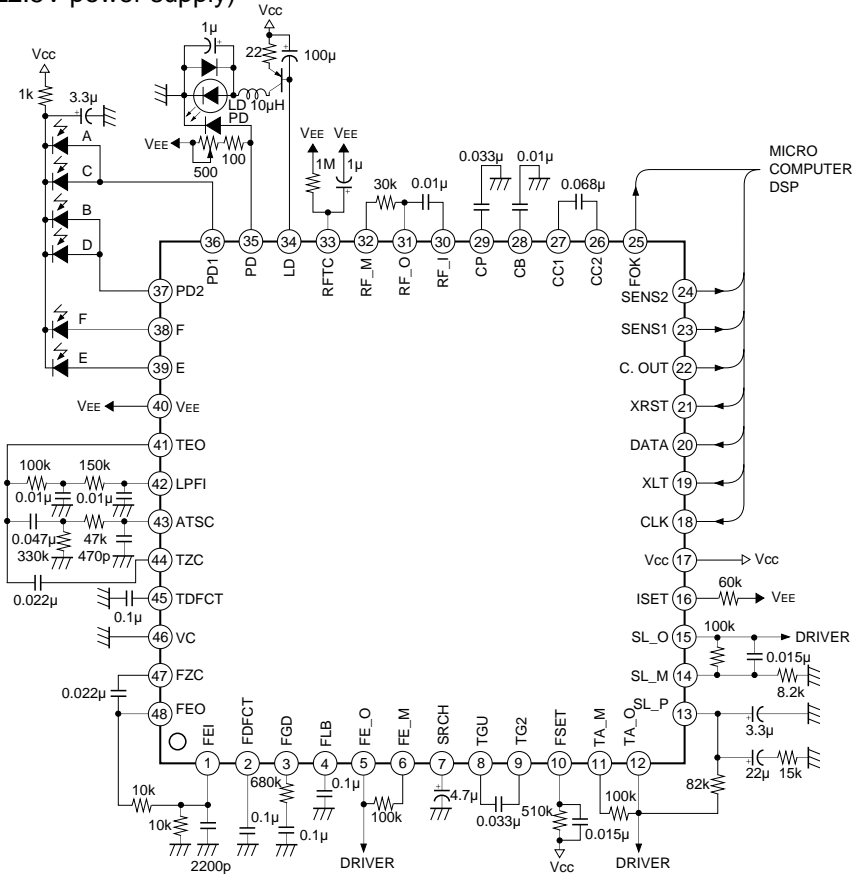 2.5V power supply)
Vcc
1µ
Vcc
22
100µ
1k
3.3µ
LD
10µH
PD
A
VEE
500
100
VEE
VEE
1M
1µ
C
B
D
F
E
0.033µ
0.01µ
30k
0.01µ
0.068µ
MICRO
COMPUTER
DSP
36
35
34
33
32
31
30
29
28
27
26
25
PD1
PD
LD
RFTC
RF_M
RF_O
RF_I
CP
CB
CC1
CC2
FOK
37 PD2
38 F
39 E
VEE
40 VEE
41 TEO
100k
150k
42 LPFI
0.01µ
0.01µ
43 ATSC
0.047µ
47k
330k
470p
44 TZC
0.022µ
45 TDFCT
0.1µ
46 VC
47 FZC
0.022µ
48 FEO
SENS2 24
SENS1 23
C. OUT 22
XRST 21
DATA 20
XLT 19
CLK 18
Vcc 17
Vcc
60k
ISET 16
VEE
100k
SL_O 15
DRIVER
0.015µ
SL_M 14
8.2k
SL_P
13
3.3µ
22µ
15k
82k
FEI
FDFCT
FGD
FLB
FE_O
FE_M
SRCH
TGU
TG2
FSET
TA_M
TA_O
1
2
3
4
5
6
7
8
9
10
11
12
10k
10k
2200p
0.1µ
680k
0.1µ
0.1µ
100k
DRIVER
4.7µ
0.033µ
510k
0.015µ
Vcc
100k
DRIVER